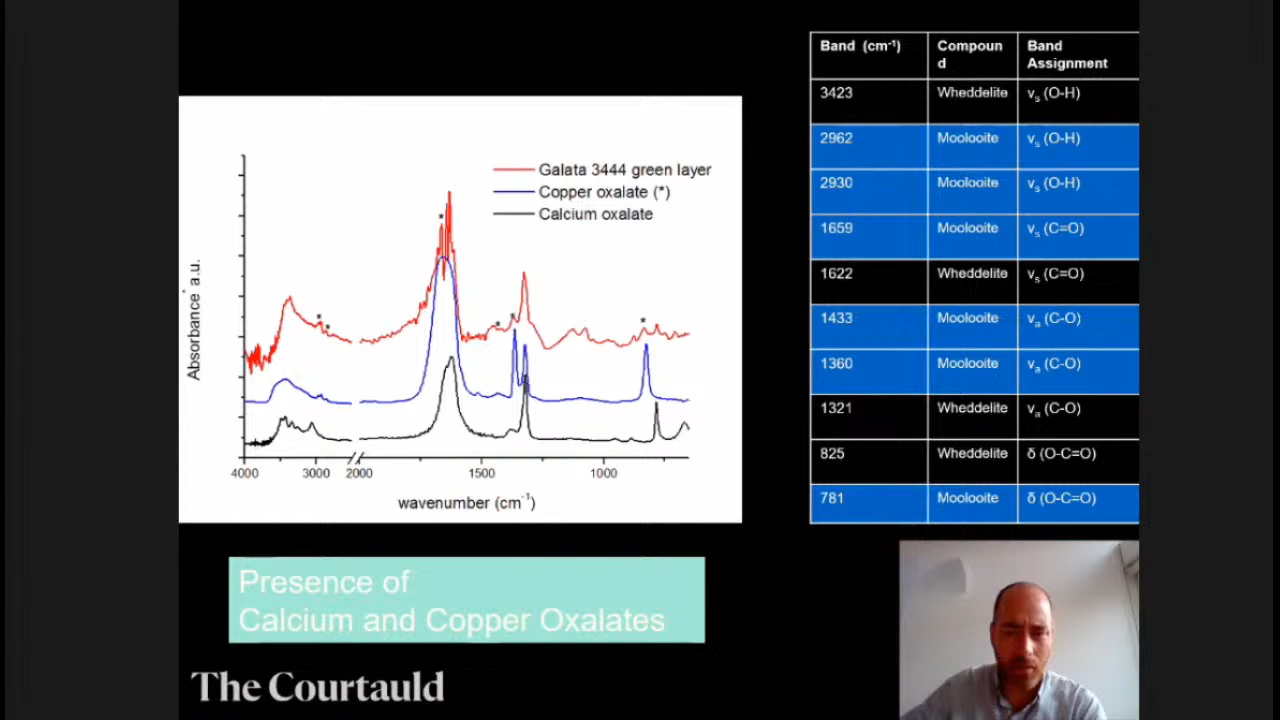 Galata 3444 green layer
Copper oxalate (*)
Calcium oxalate
*
*
*
*
*
*
Absorbance a.u.
4000 3000 2000 1500 1000
wavenumber (cm⁻¹)
Band (cm⁻¹) Compoun
d Band
Assignment
3423 Wheddelite νs (O-H)
2962 Moolooite νs (O-H)
2930 Moolooite νs (O-H)
1659 Moolooite νs (C=O)
1622 Wheddelite νs (C=O)
1433 Moolooite νa (C-O)
1360 Moolooite νa (C-O)
1321 Wheddelite νa (C-O)
825 Wheddelite δ (O-C=O)
781 Moolooite δ (O-C=O)
Presence of
Calcium and Copper Oxalates
The Courtauld